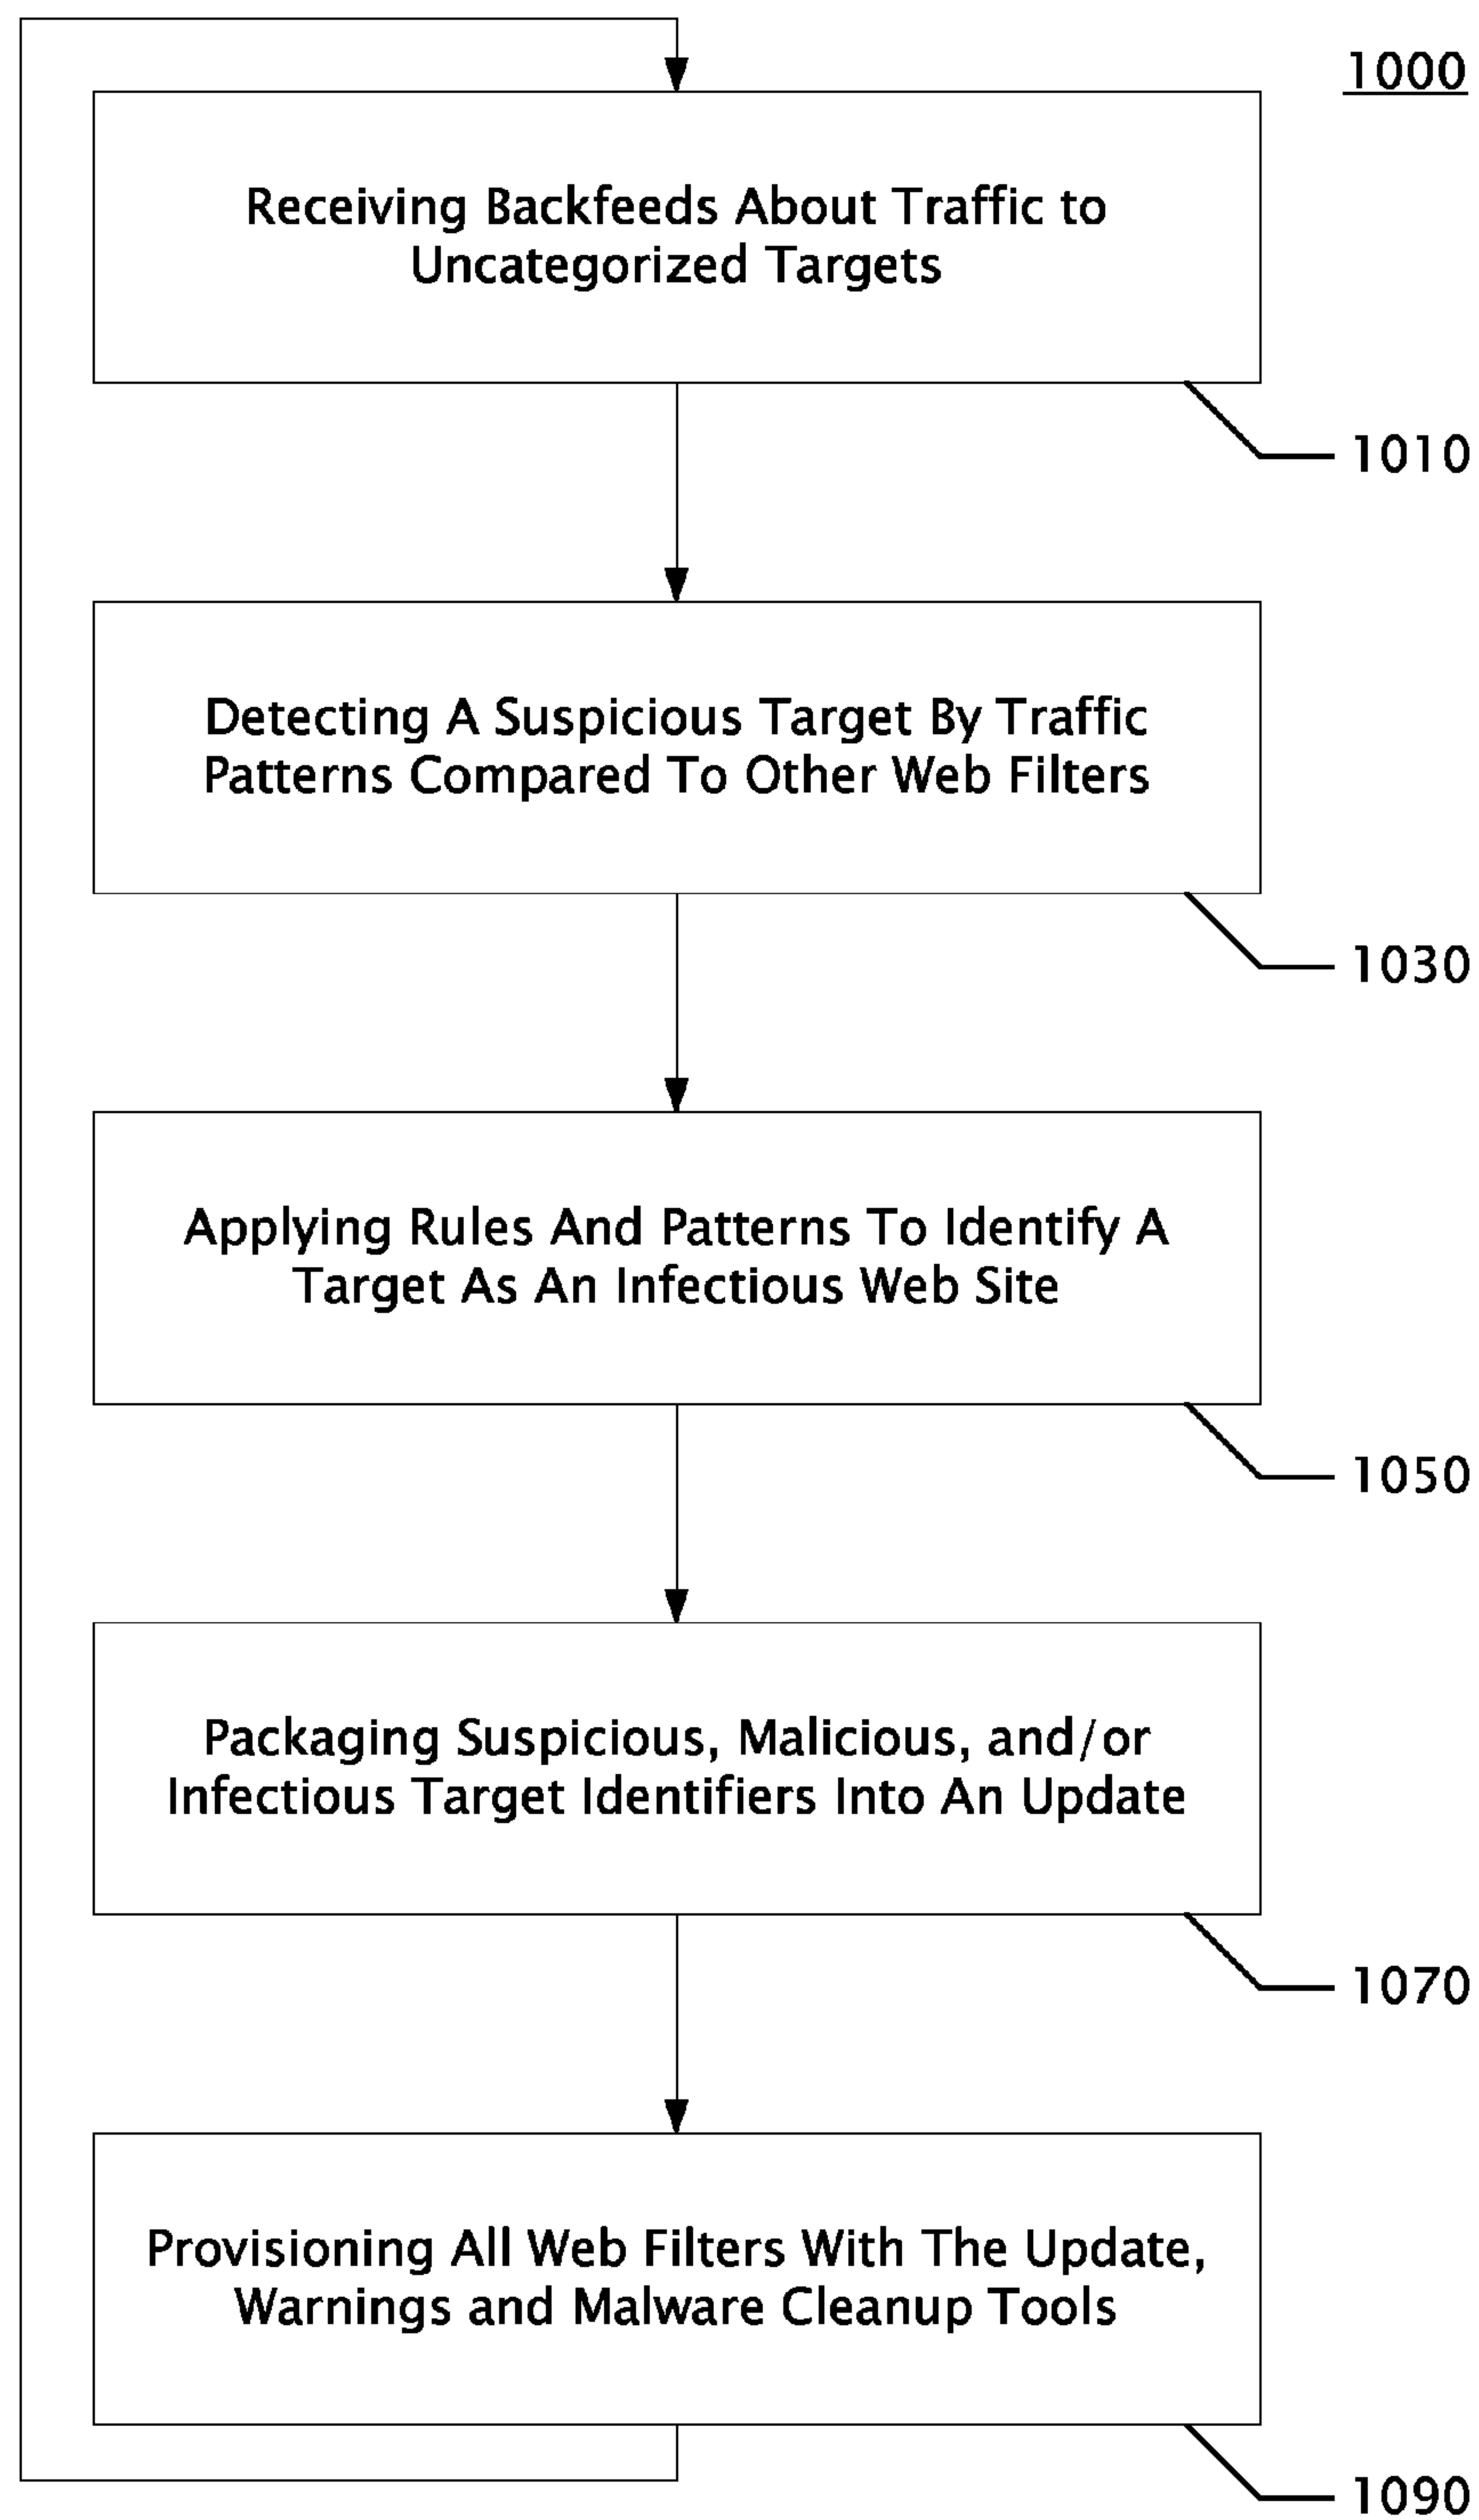 1000
Receiving Backfeeds About Traffic to
Uncategorized Targets
1010
Detecting A Suspicious Target By Traffic
Patterns Compared To Other Web Filters
1030
Applying Rules And Patterns To Identify A
Target As An Infectious Web Site
1050
Packaging Suspicious, Malicious, and/or
Infectious Target Identifiers Into An Update
1070
Provisioning All Web Filters With The Update,
Warnings and Malware Cleanup Tools
1090